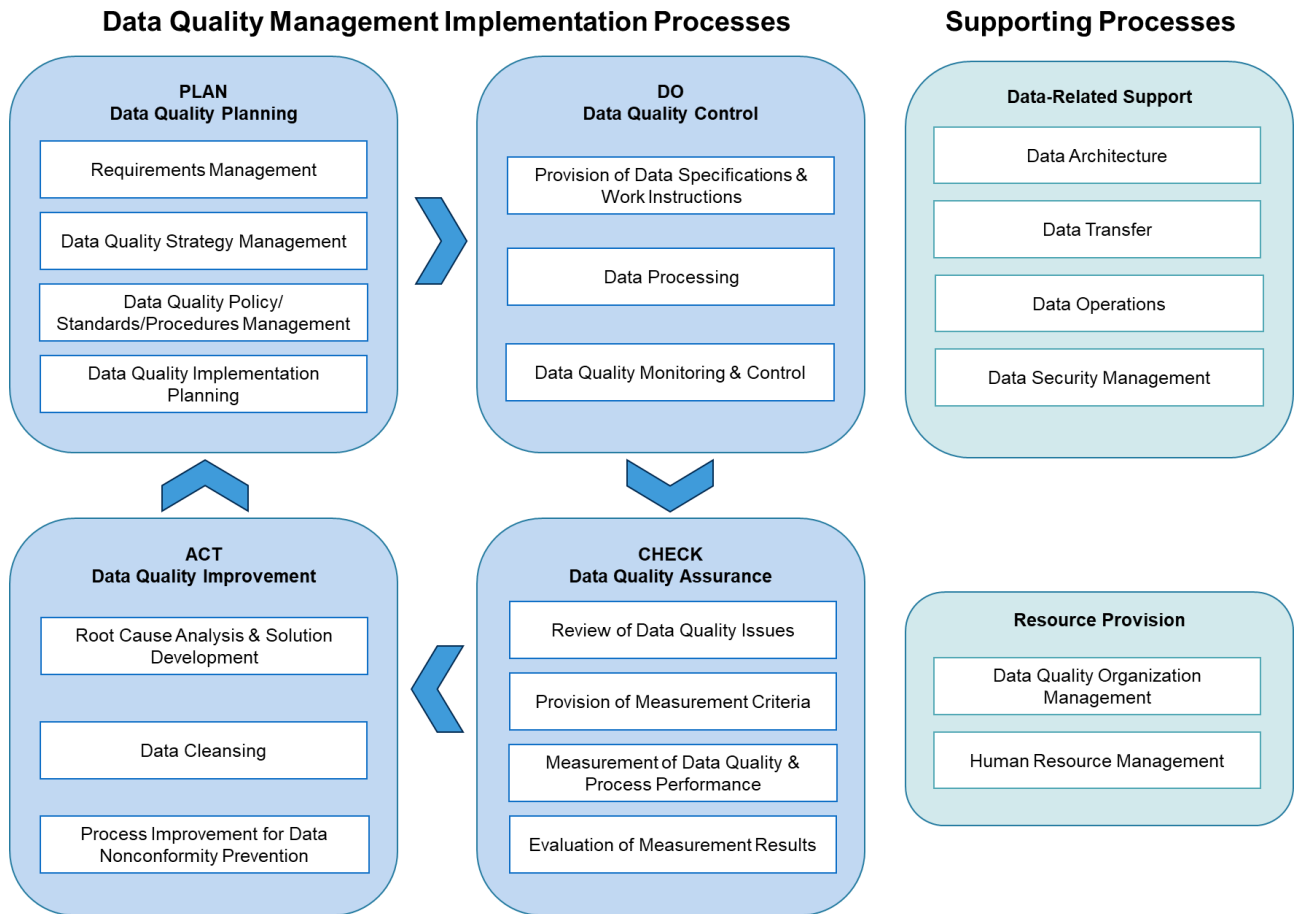 Data Quality Management Implementation Processes
Supporting Processes
PLAN
Data Quality Planning
Requirements Management
Data Quality Strategy Management
Data Quality Policy/
Standards/Procedures Management
Data Quality Implementation
Planning
DO
Data Quality Control
Provision of Data Specifications &
Work Instructions
Data Processing
Data Quality Monitoring & Control
ACT
Data Quality Improvement
Root Cause Analysis & Solution
Development
Data Cleansing
Process Improvement for Data
Nonconformity Prevention
CHECK
Data Quality Assurance
Review of Data Quality Issues
Provision of Measurement Criteria
Measurement of Data Quality &
Process Performance
Evaluation of Measurement Results
Data-Related Support
Data Architecture
Data Transfer
Data Operations
Data Security Management
Resource Provision
Data Quality Organization
Management
Human Resource Management